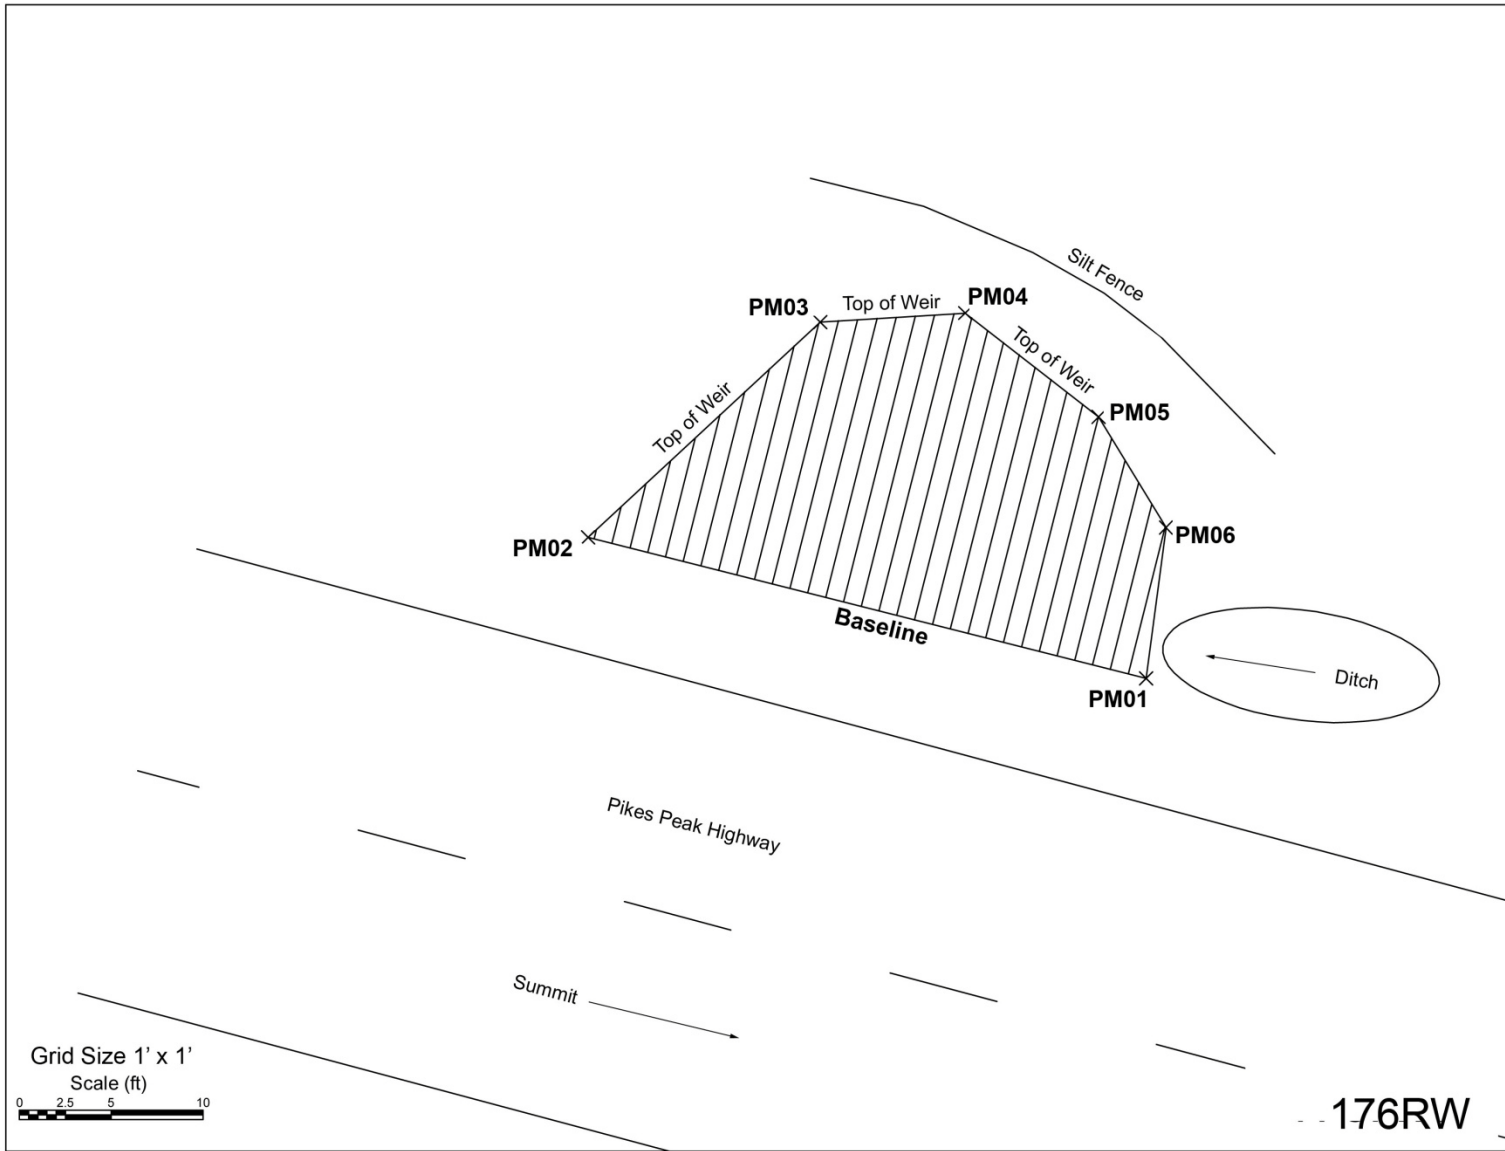 Silt Fence
PM03
Top of Weir
PM04
Top of Weir
Top of Weir
PM05
PM02
PM06
Baseline
PM01
Ditch
Pikes Peak Highway
Summit
Grid Size 1’ x 1’
Scale (ft)
0 2.5 5 10
176RW